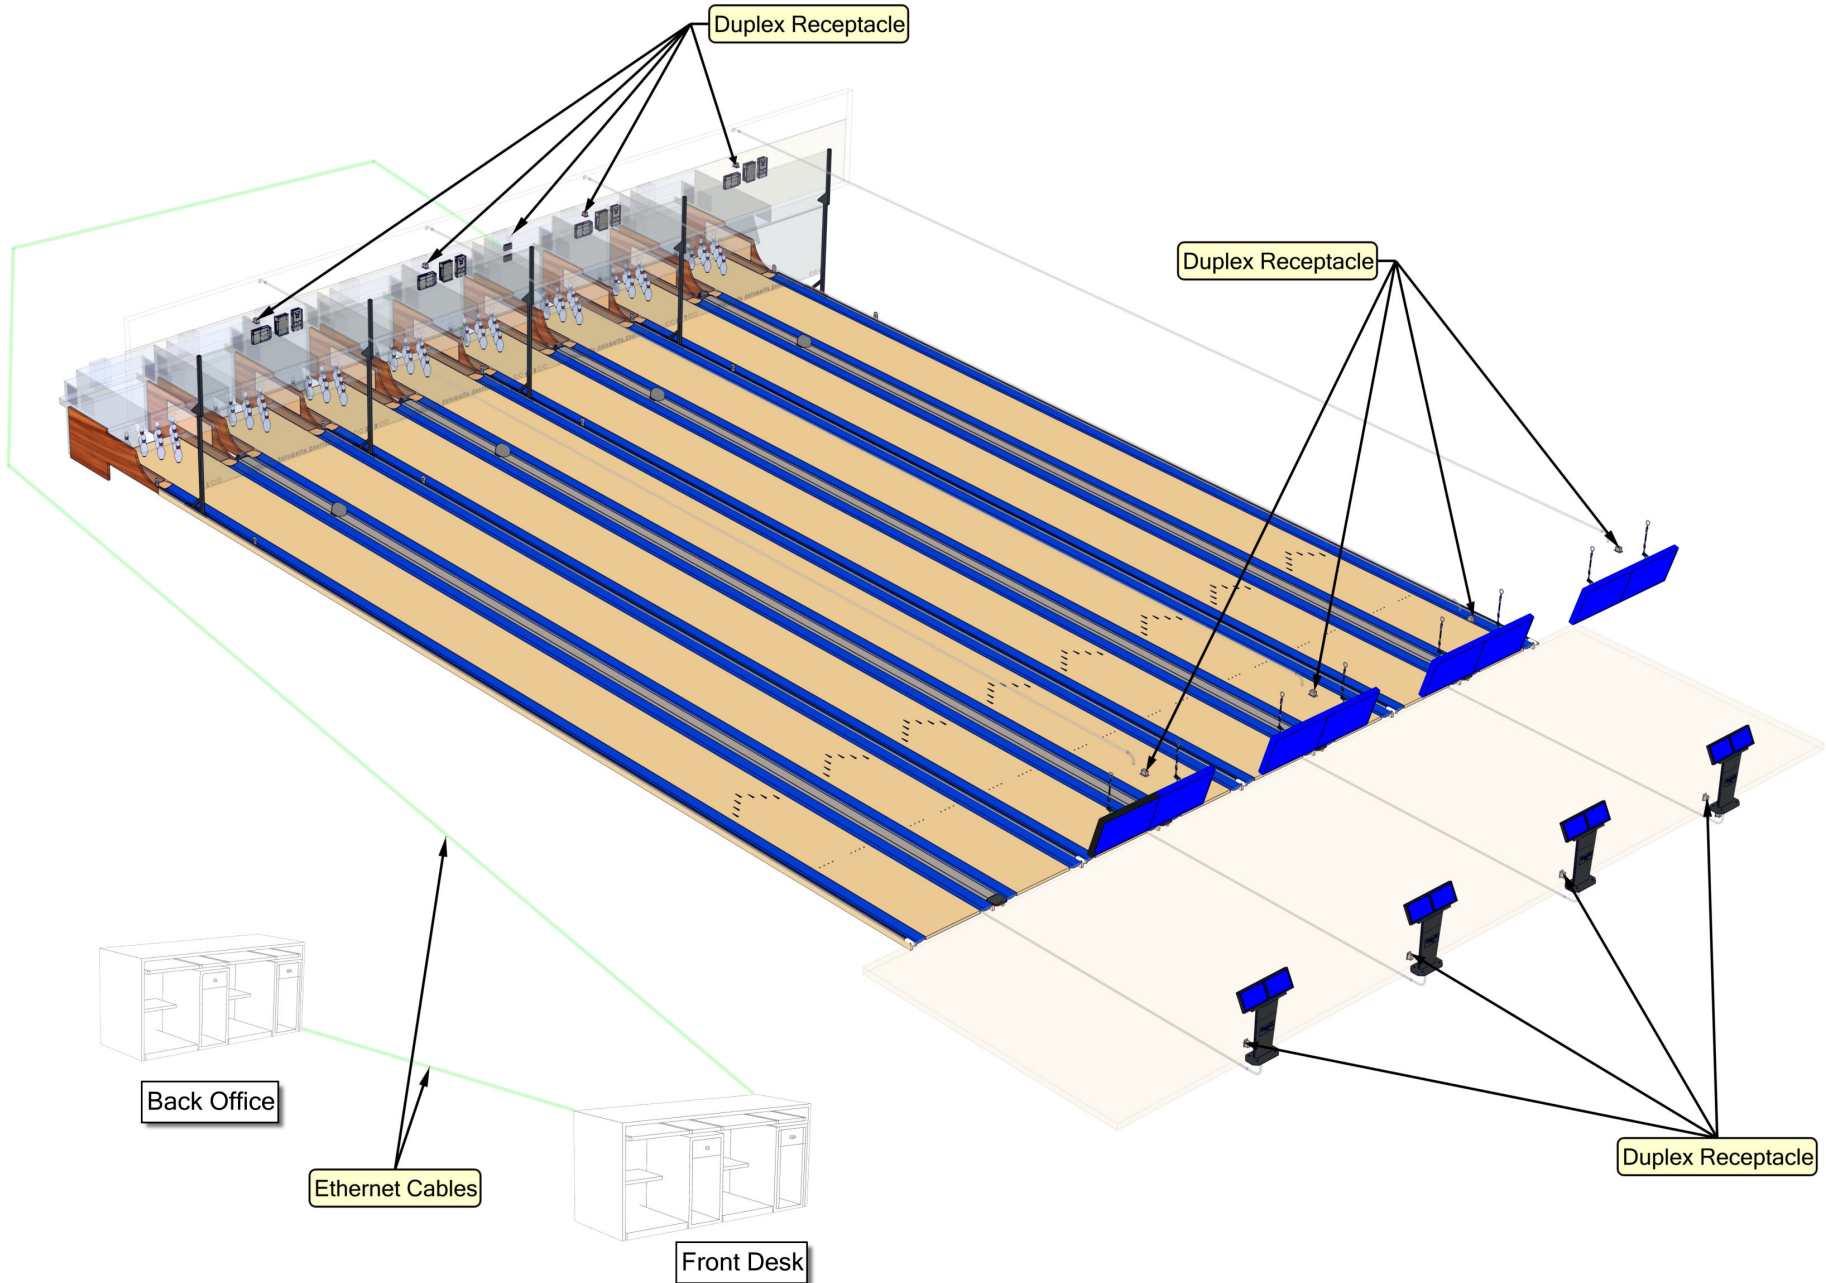 Duplex Receptacle
Duplex Receptacle
Back Office
Ethernet Cables
Duplex Receptacle
Front Desk